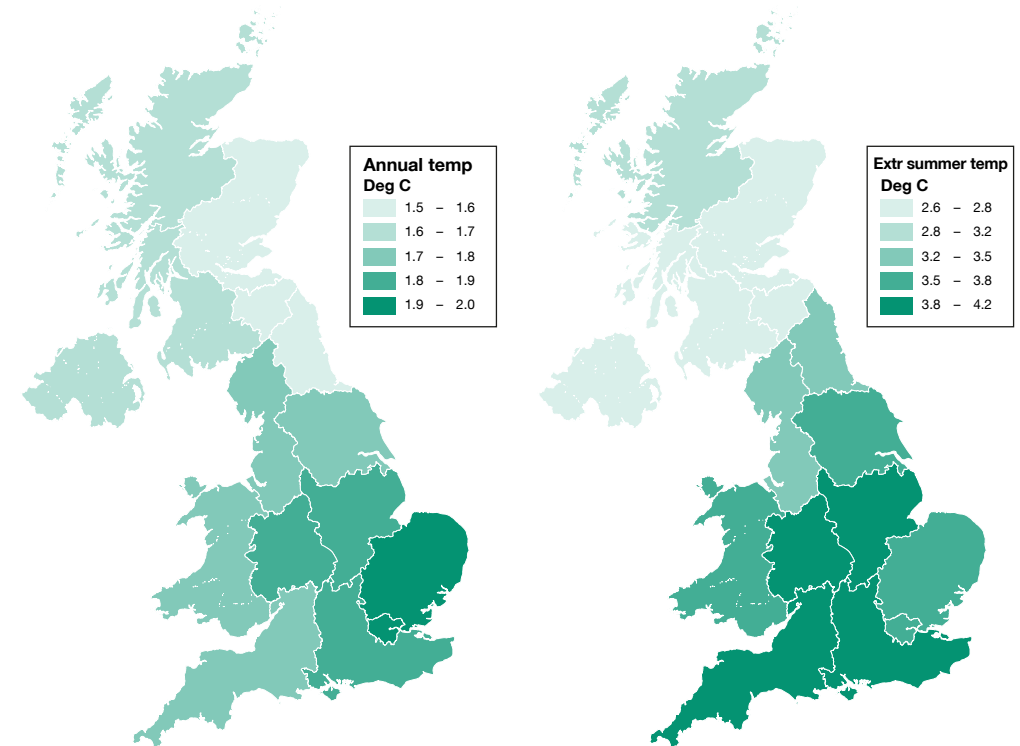 Annual temp
Deg C
1.5 – 1.6
1.6 – 1.7
1.7 – 1.8
1.8 – 1.9
1.9 – 2.0
Extr summer temp
Deg C
2.6 – 2.8
2.8 – 3.2
3.2 – 3.5
3.5 – 3.8
3.8 – 4.2